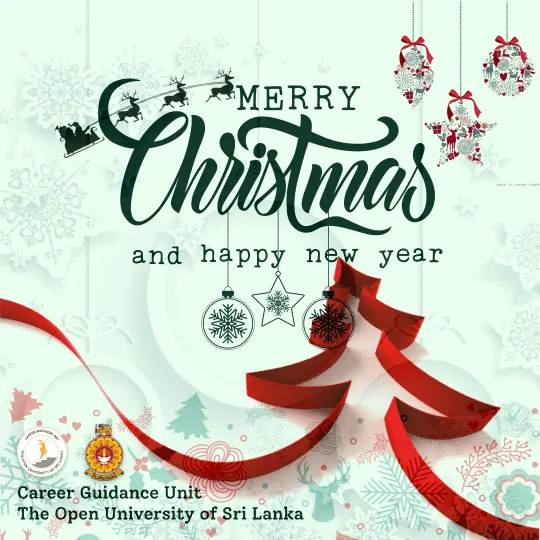 MERRY
Christmas
and happy new year
Career Guidance Unit
The Open University of Sri Lanka